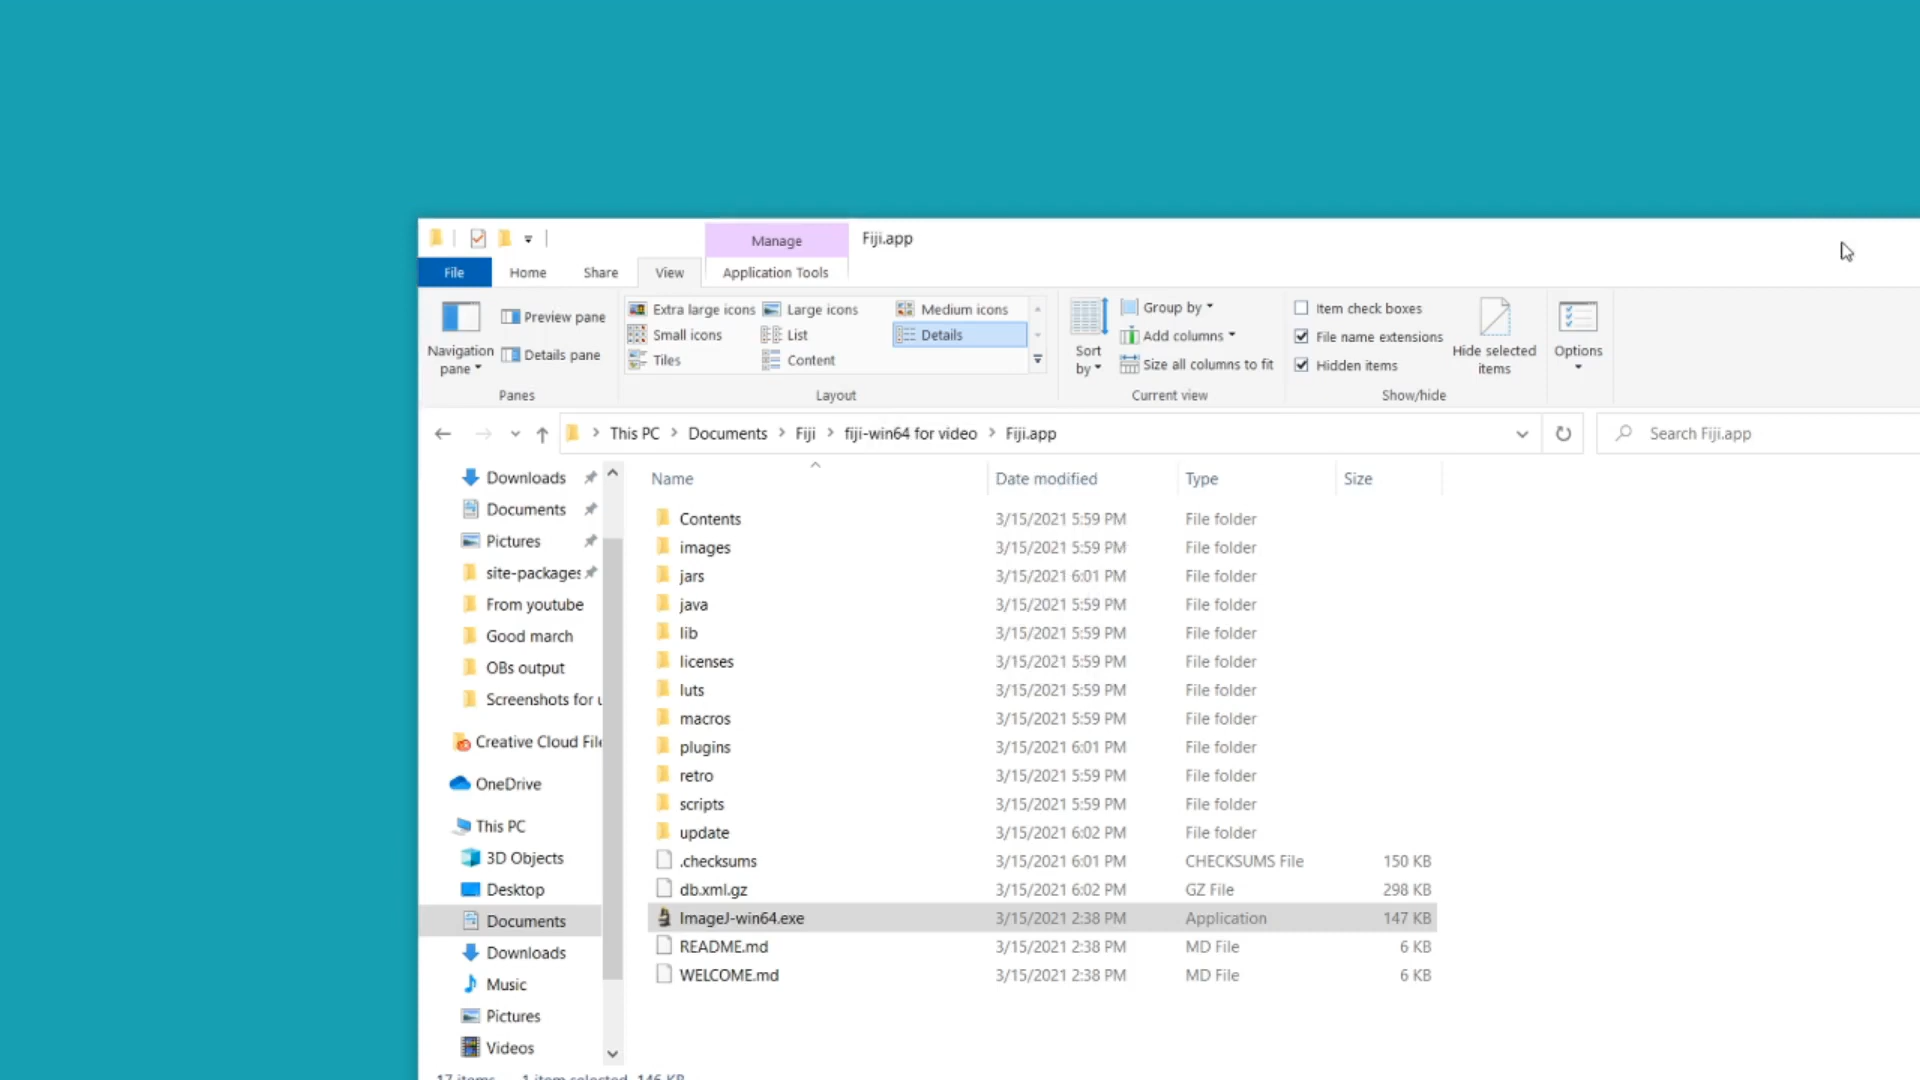 Manage
Fiji.app
File
Home
Share
View
Application Tools
Navigation pane
Preview pane
Details pane
Panes
Extra large icons
Large icons
Medium icons
Small icons
List
Details
Tiles
Content
Layout
Sort by
Group by
Add columns
Size all columns to fit
Current view
Item check boxes
File name extensions
Hidden items
Hide selected items
Show/hide
Options
This PC > Documents > Fiji > fiji-win64 for video > Fiji.app
Search Fiji.app
Downloads
Documents
Pictures
site-packages
From youtube
Good march
OBs output
Screenshots for u
Creative Cloud File
OneDrive
This PC
3D Objects
Desktop
Documents
Downloads
Music
Pictures
Videos
Name Date modified Type Size
Contents 3/15/2021 5:59 PM File folder
images 3/15/2021 5:59 PM File folder
jars 3/15/2021 6:01 PM File folder
java 3/15/2021 5:59 PM File folder
lib 3/15/2021 5:59 PM File folder
licenses 3/15/2021 5:59 PM File folder
luts 3/15/2021 5:59 PM File folder
macros 3/15/2021 5:59 PM File folder
plugins 3/15/2021 6:01 PM File folder
retro 3/15/2021 5:59 PM File folder
scripts 3/15/2021 5:59 PM File folder
update 3/15/2021 6:02 PM File folder
.checksums 3/15/2021 6:01 PM CHECKSUMS File 150 KB
db.xml.gz 3/15/2021 6:02 PM GZ File 298 KB
ImageJ-win64.exe 3/15/2021 2:38 PM Application 147 KB
README.md 3/15/2021 2:38 PM MD File 6 KB
WELCOME.md 3/15/2021 2:38 PM MD File 6 KB
17 items 1 item selected 146 KB